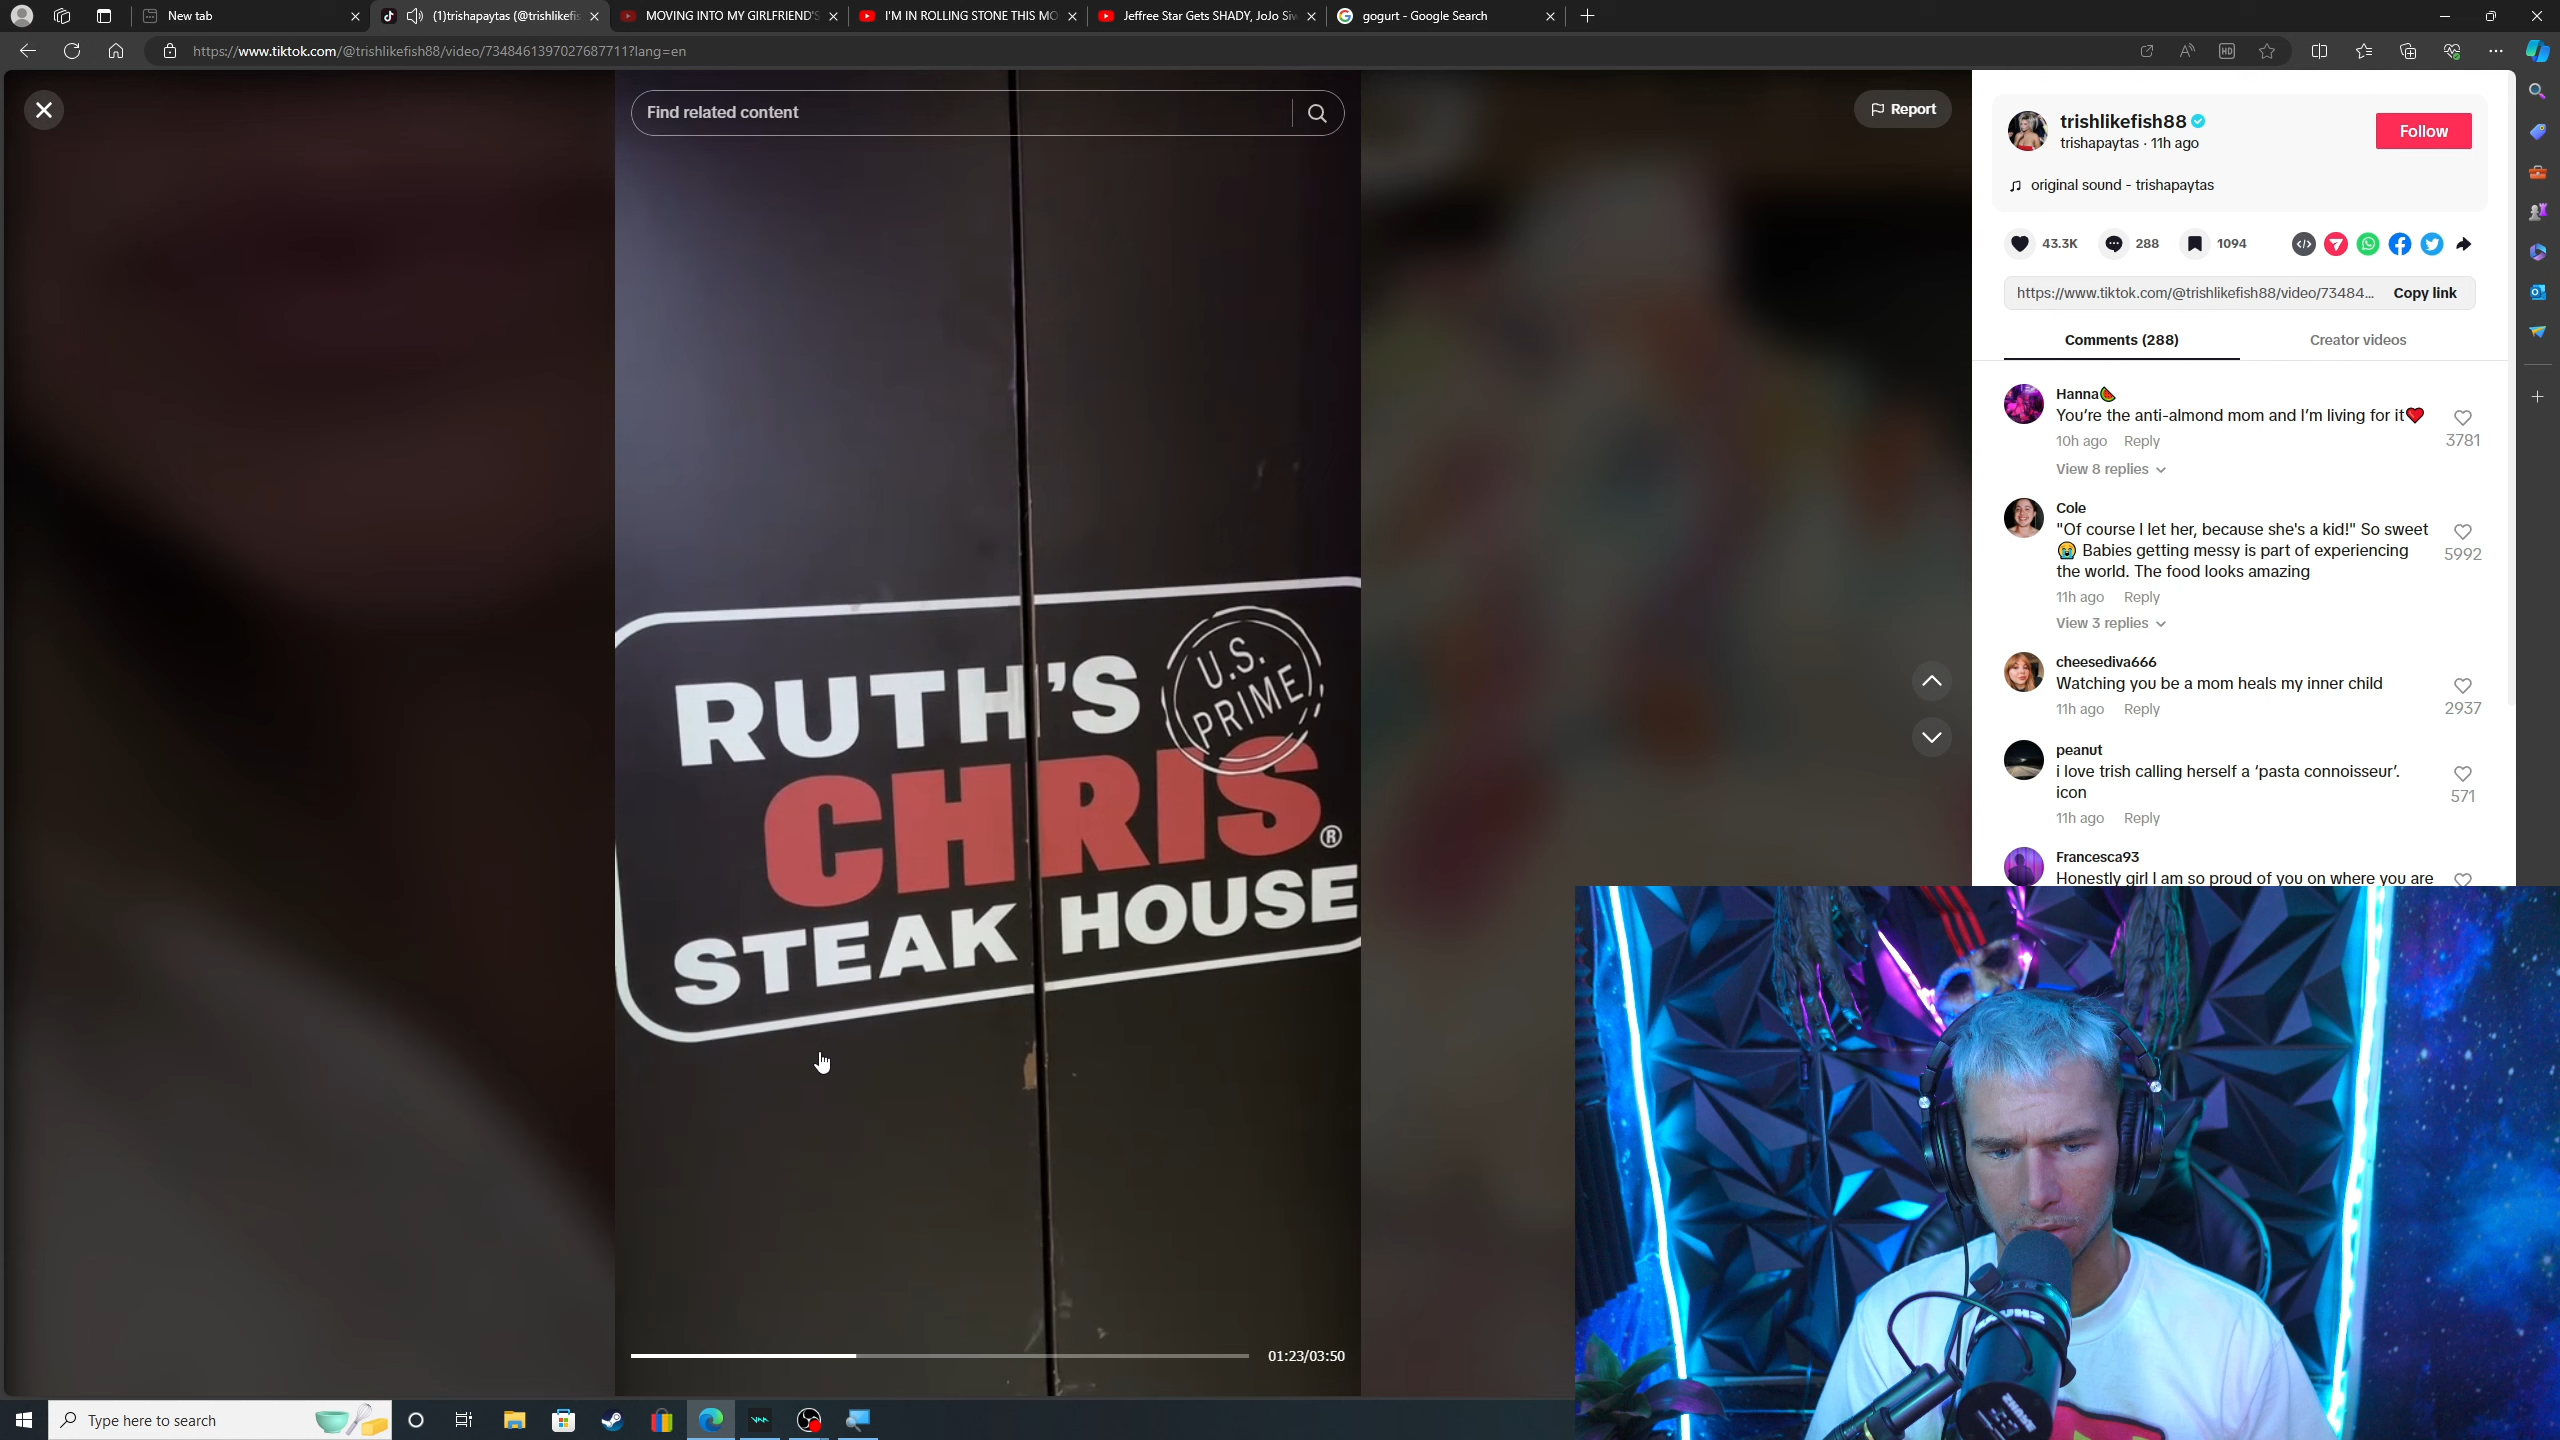 New tab
(1)trishapaytas (@trishlikefis
MOVING INTO MY GIRLFRIEND'S
I'M IN ROLLING STONE THIS MO
Jeffree Star Gets SHADY, JoJo Siw
gogurt - Google Search
https://www.tiktok.com/@trishlikefish88/video/7348461397027687711?lang=en
Find related content
Report
trishlikefish88
trishapaytas · 11h ago
Follow
original sound - trishapaytas
43.3K
288
1094
https://www.tiktok.com/@trishlikefish88/video/73484...
Copy link
Comments (288)
Creator videos
Hanna🍉
You're the anti-almond mom and I'm living for it❤️
3781
10h ago Reply
View 8 replies
Cole
"Of course I let her, because she's a kid!" So sweet
😭 Babies getting messy is part of experiencing
the world. The food looks amazing
5992
11h ago Reply
View 3 replies
cheesediva666
Watching you be a mom heals my inner child
2937
11h ago Reply
peanut
i love trish calling herself a 'pasta connoisseur'.
icon
571
11h ago Reply
Francesca93
Honestly girl I am so proud of you on where you are
RUTH'S
U.S.
PRIME
CHRIS®
STEAK HOUSE
01:23/03:50
Type here to search